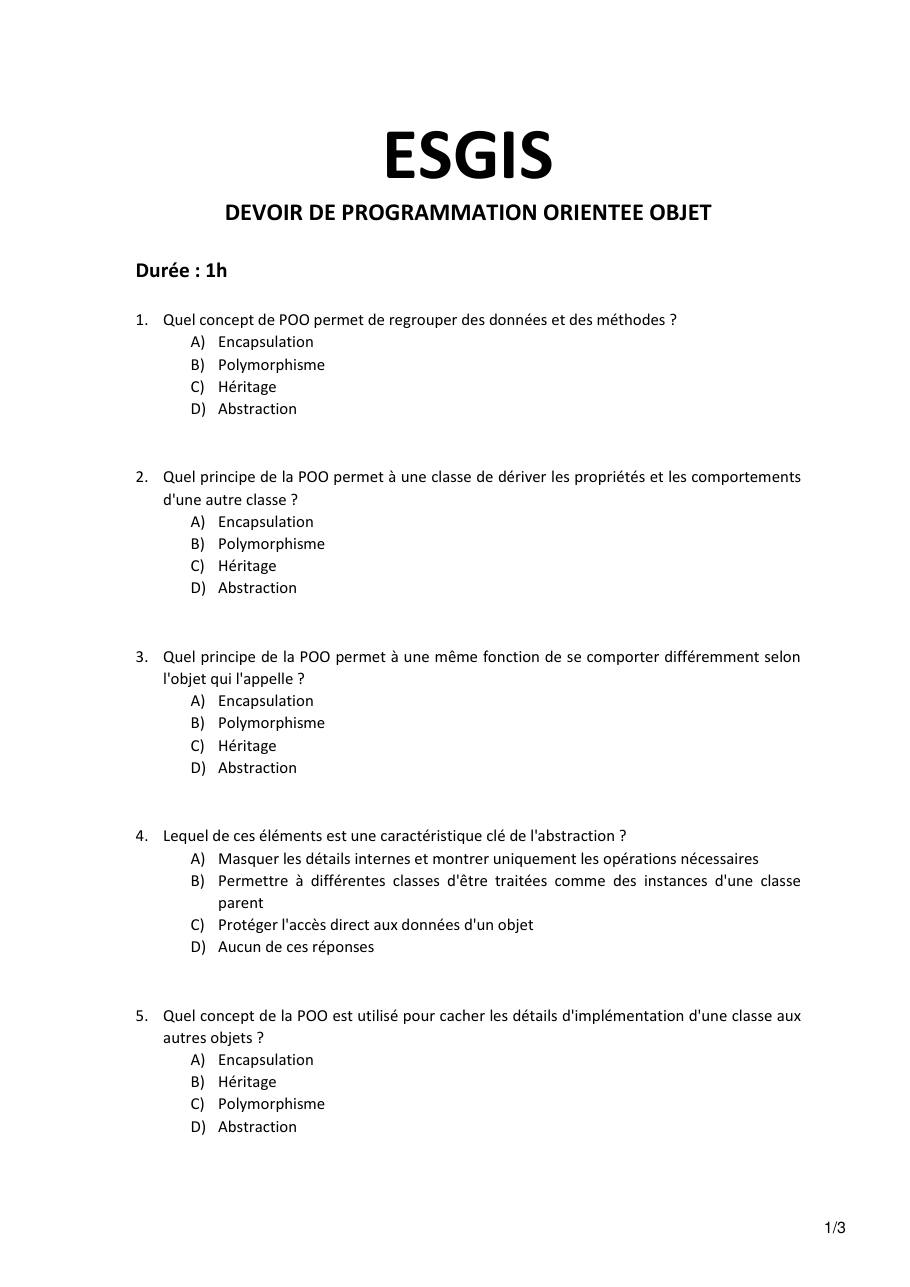 ESGIS
DEVOIR DE PROGRAMMATION ORIENTEE OBJET
Durée : 1h
1. Quel concept de POO permet de regrouper des données et des méthodes ?
A) Encapsulation
B) Polymorphisme
C) Héritage
D) Abstraction
2. Quel principe de la POO permet à une classe de dériver les propriétés et les comportements
d'une autre classe ?
A) Encapsulation
B) Polymorphisme
C) Héritage
D) Abstraction
3. Quel principe de la POO permet à une même fonction de se comporter différemment selon
l'objet qui l'appelle ?
A) Encapsulation
B) Polymorphisme
C) Héritage
D) Abstraction
4. Lequel de ces éléments est une caractéristique clé de l'abstraction ?
A) Masquer les détails internes et montrer uniquement les opérations nécessaires
B) Permettre à différentes classes d'être traitées comme des instances d'une classe
parent
C) Protéger l'accès direct aux données d'un objet
D) Aucun de ces réponses
5. Quel concept de la POO est utilisé pour cacher les détails d'implémentation d'une classe aux
autres objets ?
A) Encapsulation
B) Héritage
C) Polymorphisme
D) Abstraction
1/3